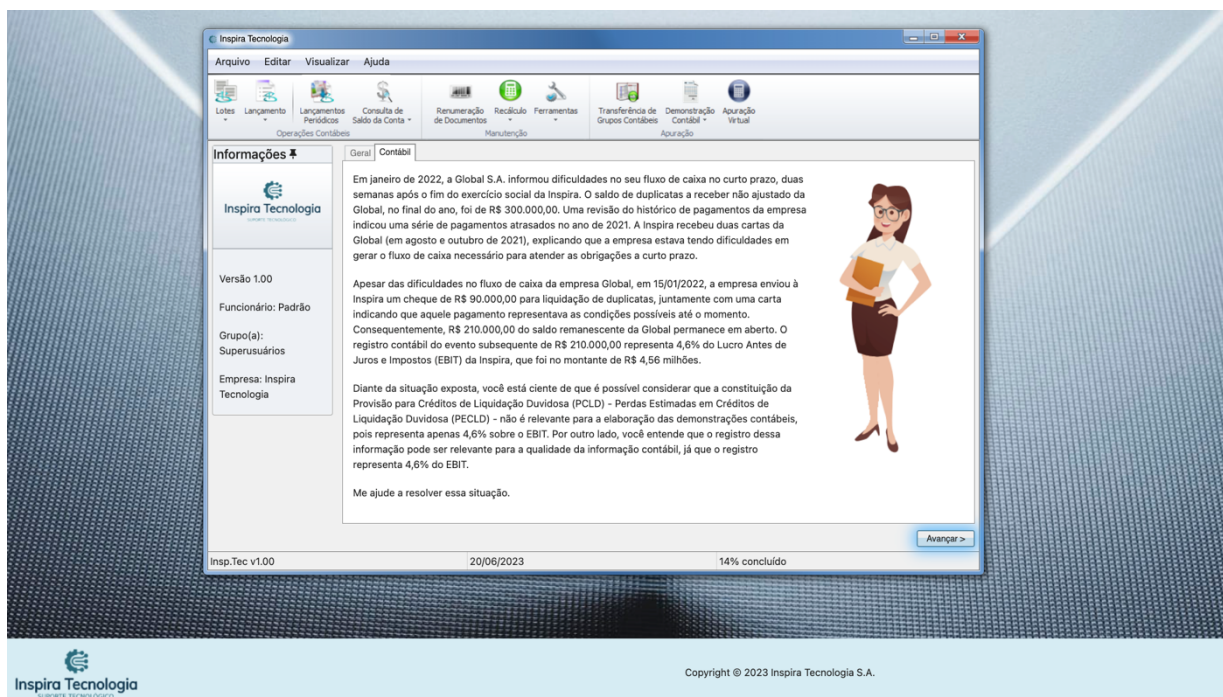 Inspira Tecnologia
Arquivo Editar Visualizar Ajuda
Lotes Lançamento Lançamentos Periódicos Consulta de Saldo da Conta Renumeração de Documentos Recálculo Ferramentas Transferência de Grupos Contábeis Demonstração Contábil Apuração Virtual
Operações Contábeis Manutenção Apuração
Informações
Inspira Tecnologia
SUPORTE TECNOLÓGICO
Versão 1.00
Funcionário: Padrão
Grupo(a):
Superusuários
Empresa: Inspira
Tecnologia
Geral Contábil
Em janeiro de 2022, a Global S.A. informou dificuldades no seu fluxo de caixa no curto prazo, duas
semanas após o fim do exercício social da Inspira. O saldo de duplicatas a receber não ajustado da
Global, no final do ano, foi de R$ 300.000,00. Uma revisão do histórico de pagamentos da empresa
indicou uma série de pagamentos atrasados no ano de 2021. A Inspira recebeu duas cartas da
Global (em agosto e outubro de 2021), explicando que a empresa estava tendo dificuldades em
gerar o fluxo de caixa necessário para atender as obrigações a curto prazo.
Apesar das dificuldades no fluxo de caixa da empresa Global, em 15/01/2022, a empresa enviou à
Inspira um cheque de R$ 90.000,00 para liquidação de duplicatas, juntamente com uma carta
indicando que aquele pagamento representava as condições possíveis até o momento.
Consequentemente, R$ 210.000,00 do saldo remanescente da Global permanece em aberto. O
registro contábil do evento subsequente de R$ 210.000,00 representa 4,6% do Lucro Antes de
Juros e Impostos (EBIT) da Inspira, que foi no montante de R$ 4,56 milhões.
Diante da situação exposta, você está ciente de que é possível considerar que a constituição da
Provisão para Créditos de Liquidação Duvidosa (PCLD) - Perdas Estimadas em Créditos de
Liquidação Duvidosa (PECLD) - não é relevante para a elaboração das demonstrações contábeis,
pois representa apenas 4,6% sobre o EBIT. Por outro lado, você entende que o registro dessa
informação pode ser relevante para a qualidade da informação contábil, já que o registro
representa 4,6% do EBIT.
Me ajude a resolver essa situação.
Avançar >
Insp.Tec v1.00 20/06/2023 14% concluído
Inspira Tecnologia
SUPORTE TECNOLÓGICO
Copyright © 2023 Inspira Tecnologia S.A.